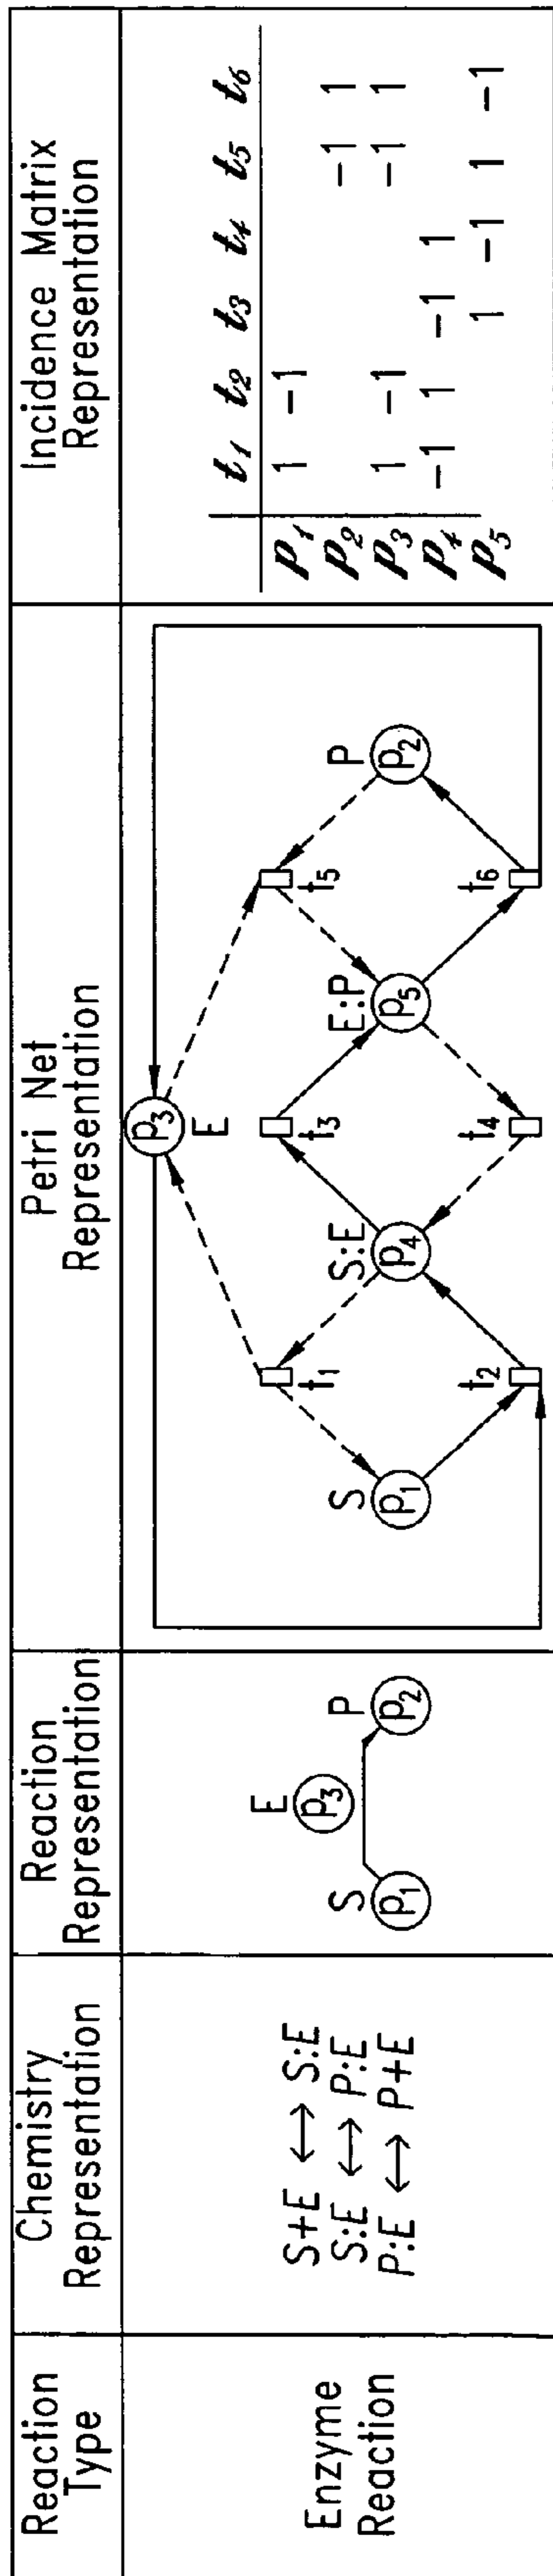 Reaction
Type
Chemistry
Representation
Reaction
Representation
Petri Net
Representation
Incidence Matrix
Representation
Enzyme
Reaction
S+E ↔ S:E
S:E ↔ P:E
P:E ↔ P+E
E
p3
S
p1
P
p2
p3
E
t1
t3
t5
S
p1
S:E
p4
E:P
p5
P
p2
t2
t4
t6
t1 t2 t3 t4 t5 t6
p1 1 -1
p2 -1 1
p3 1 -1 -1 1
p4 -1 1 -1 1
p5 1 -1 1 -1